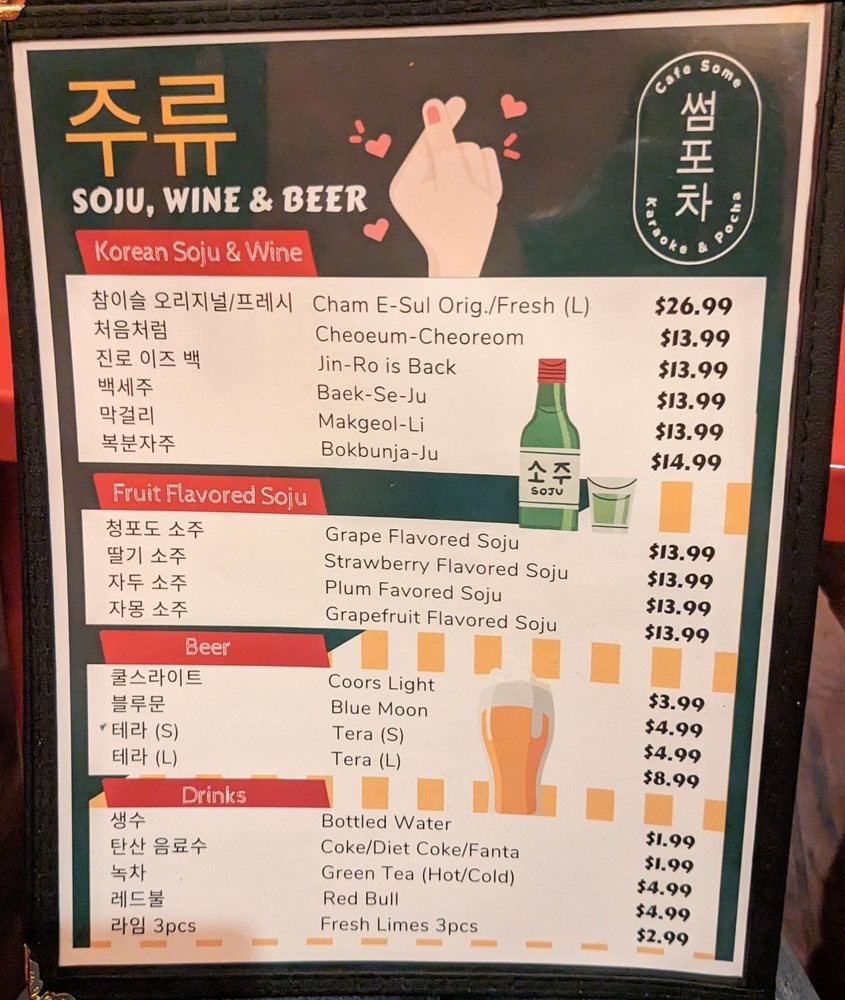 주류
SOJU, WINE & BEER
Cafe Some
썸포차
Karaoke & Pocha
Korean Soju & Wine
참이슬 오리지널/프레시 Cham E-Sul Orig./Fresh (L) $26.99
처음처럼 Cheoeum-Cheoreom $13.99
진로 이즈 백 Jin-Ro is Back $13.99
백세주 Baek-Se-Ju $13.99
막걸리 Makgeol-Li $13.99
복분자주 Bokbunja-Ju $14.99
소주
SOJU
Fruit Flavored Soju
청포도 소주 Grape Flavored Soju $13.99
딸기 소주 Strawberry Flavored Soju $13.99
자두 소주 Plum Favored Soju $13.99
자몽 소주 Grapefruit Flavored Soju $13.99
Beer
쿨스라이트 Coors Light $3.99
블루문 Blue Moon $4.99
테라 (S) Tera (S) $4.99
테라 (L) Tera (L) $8.99
Drinks
생수 Bottled Water $1.99
탄산 음료수 Coke/Diet Coke/Fanta $1.99
녹차 Green Tea (Hot/Cold) $4.99
레드불 Red Bull $4.99
라임 3pcs Fresh Limes 3pcs $2.99